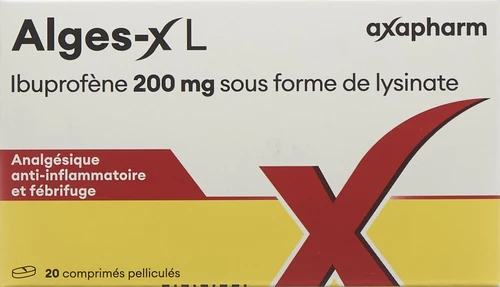 Alges-X L
axapharm
Ibuprofène 200 mg sous forme de lysinate
Analgésique
anti-inflammatoire
et fébrifuge
20 comprimés pelliculés